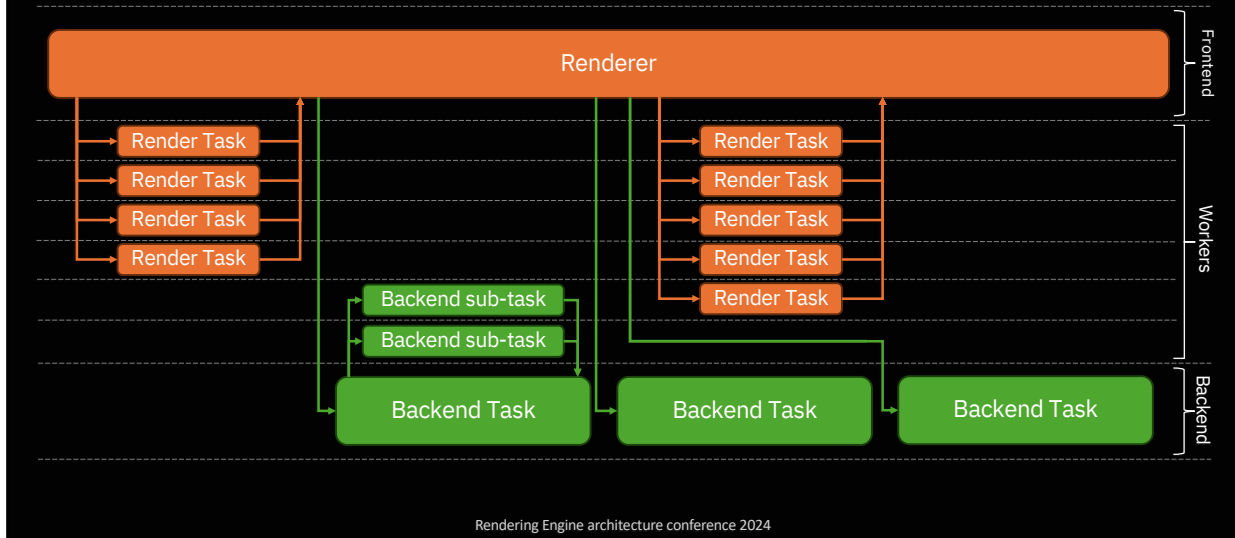 Renderer
Frontend
Render Task
Render Task
Render Task
Render Task
Render Task
Render Task
Render Task
Render Task
Render Task
Workers
Backend sub-task
Backend sub-task
Backend Task
Backend Task
Backend Task
Backend
Rendering Engine architecture conference 2024